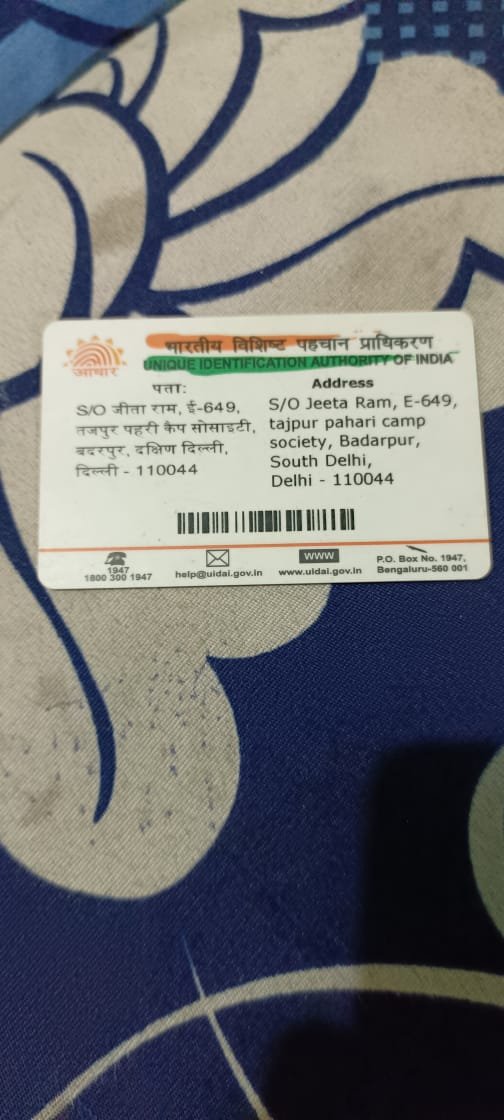 भारतीय विशिष्ट पहचान प्राधिकरण
UNIQUE IDENTIFICATION AUTHORITY OF INDIA
आधार
पता:
S/O जीता राम, ई-649,
तजपुर पहरी कैंप सोसाइटी,
बदरपुर, दक्षिण दिल्ली,
दिल्ली - 110044
Address
S/O Jeeta Ram, E-649,
tajpur pahari camp
society, Badarpur,
South Delhi,
Delhi - 110044
1947
1800 300 1947
help@uidai.gov.in
www
www.uidai.gov.in
P.O. Box No. 1947,
Bengaluru-560 001